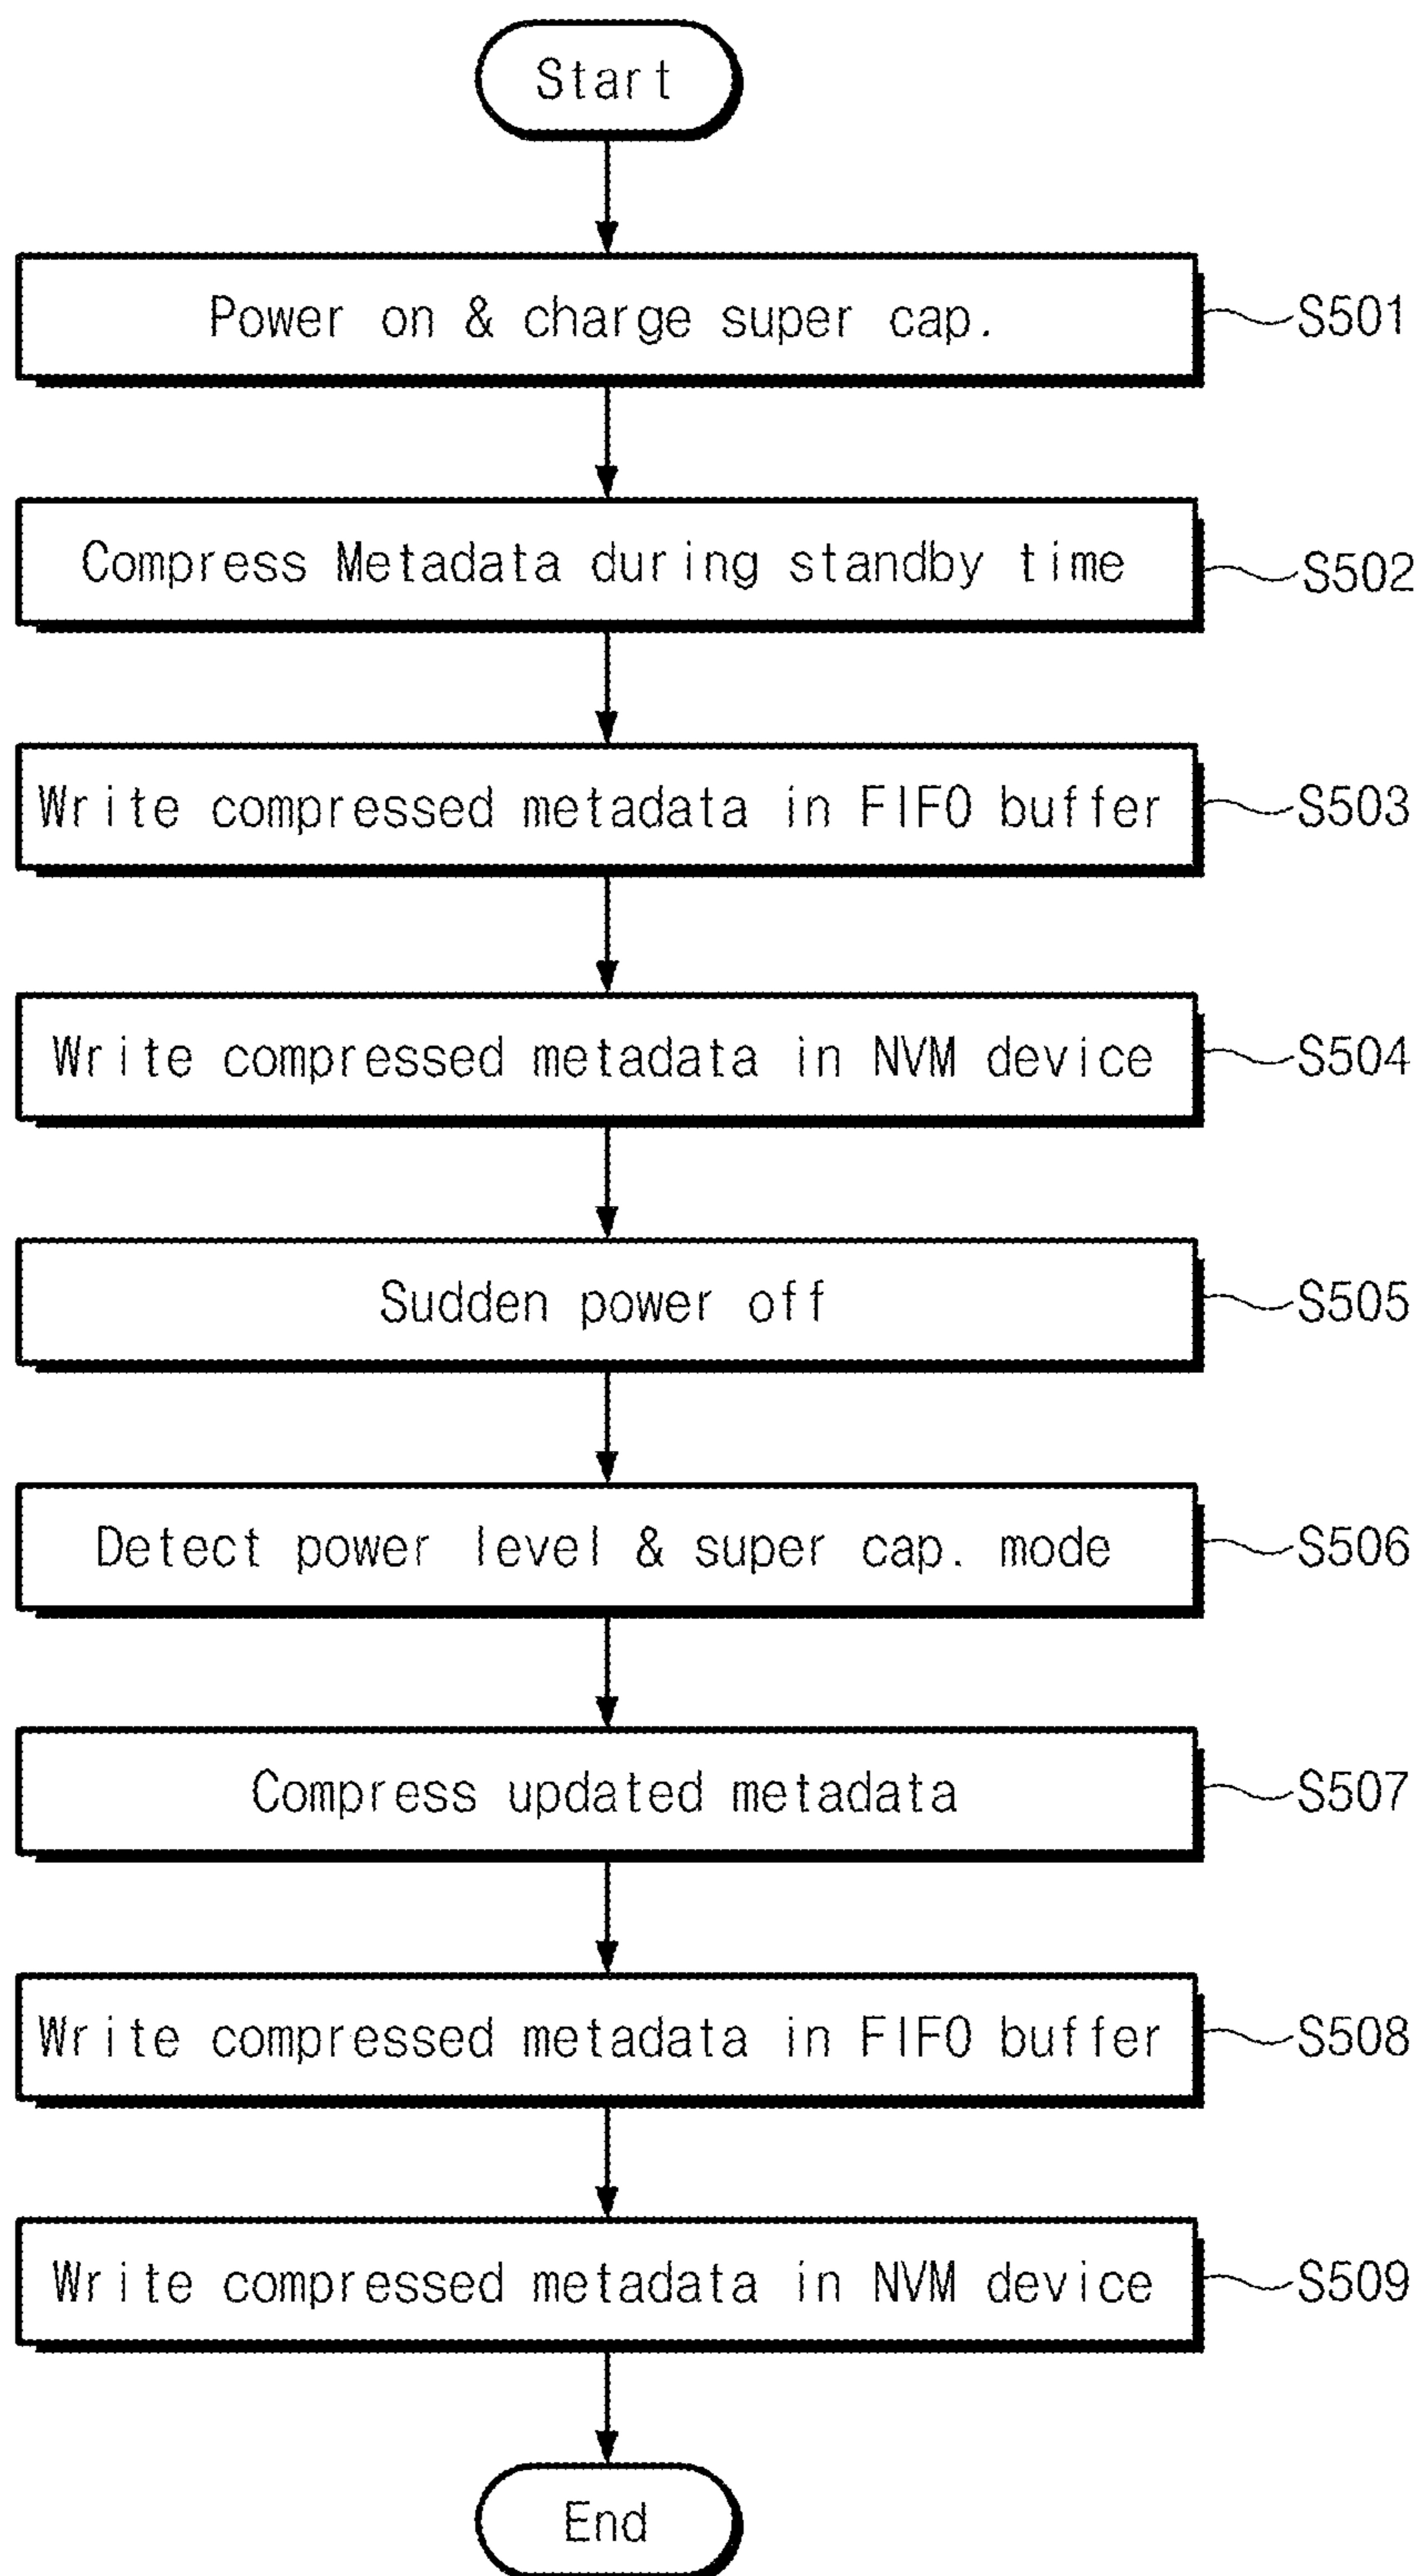 Start
Power on & charge super cap.
S501
Compress Metadata during standby time
S502
Write compressed metadata in FIFO buffer
S503
Write compressed metadata in NVM device
S504
Sudden power off
S505
Detect power level & super cap. mode
S506
Compress updated metadata
S507
Write compressed metadata in FIFO buffer
S508
Write compressed metadata in NVM device
S509
End